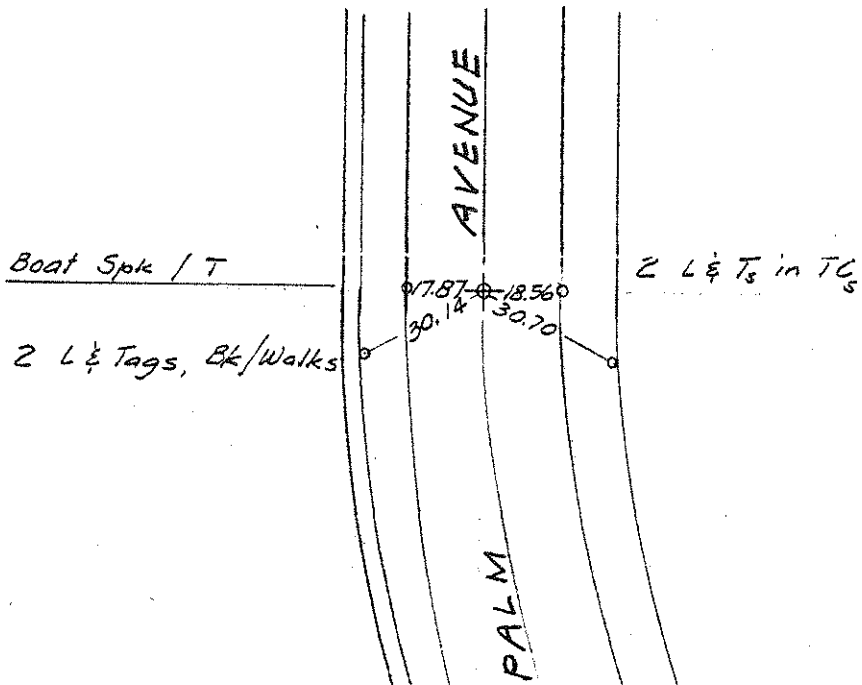 AVENUE
Boat Spk / T
2 L & Ts in TCs
17.87
18.56
30.14
30.70
2 L & Tags, Bk/Walks
PALM